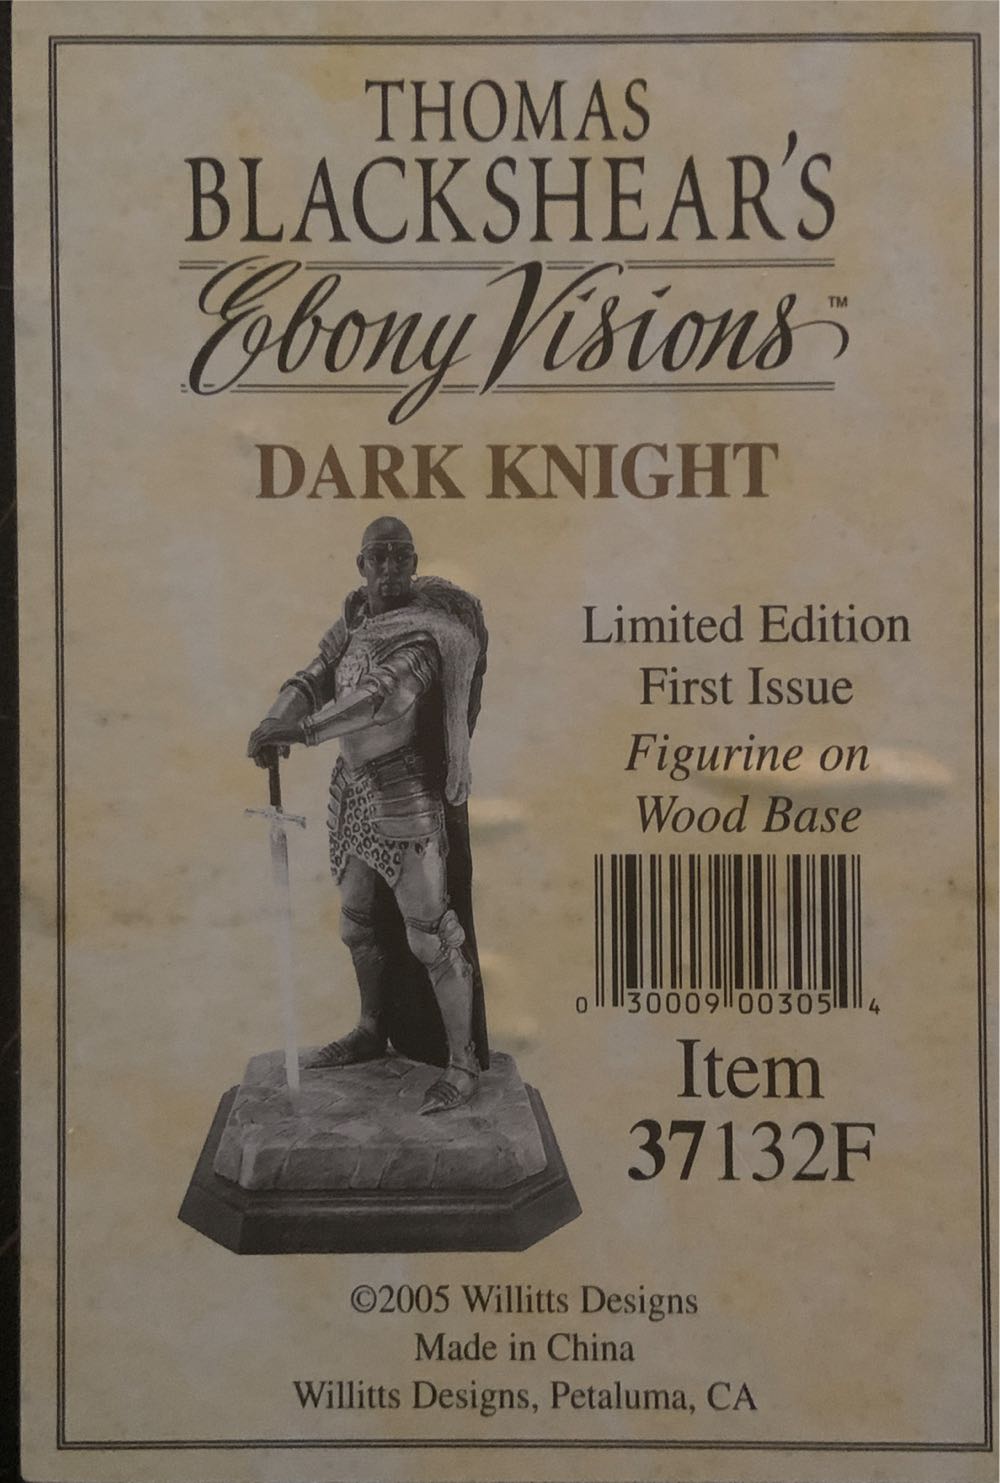 THOMAS
BLACKSHEAR'S
Ebony Visions™
DARK KNIGHT
Limited Edition
First Issue
Figurine on
Wood Base
0 30009 00305 4
Item
37132F
©2005 Willitts Designs
Made in China
Willitts Designs, Petaluma, CA